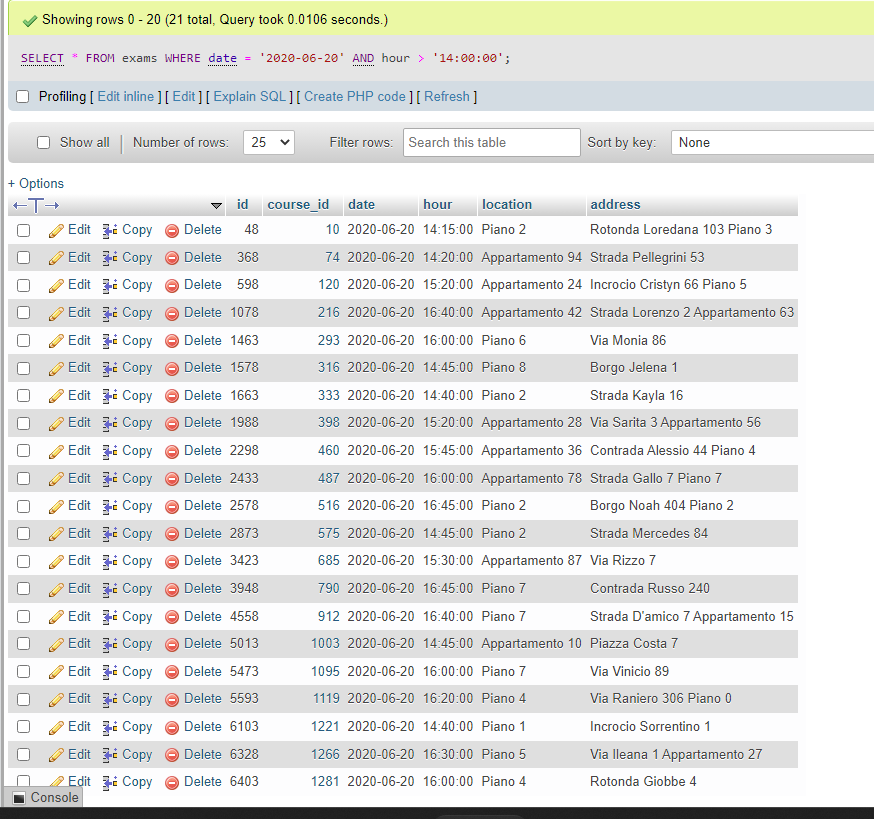 Showing rows 0 - 20 (21 total, Query took 0.0106 seconds.)
SELECT * FROM exams WHERE date = '2020-06-20' AND hour > '14:00:00';
Profiling [ Edit inline ] [ Edit ] [ Explain SQL ] [ Create PHP code ] [ Refresh ]
Show all Number of rows: 25 Filter rows: Search this table Sort by key: None
+ Options
←T→ id course_id date hour location address
Edit Copy Delete 48 10 2020-06-20 14:15:00 Piano 2 Rotonda Loredana 103 Piano 3
Edit Copy Delete 368 74 2020-06-20 14:20:00 Appartamento 94 Strada Pellegrini 53
Edit Copy Delete 598 120 2020-06-20 15:20:00 Appartamento 24 Incrocio Cristyn 66 Piano 5
Edit Copy Delete 1078 216 2020-06-20 16:40:00 Appartamento 42 Strada Lorenzo 2 Appartamento 63
Edit Copy Delete 1463 293 2020-06-20 16:00:00 Piano 6 Via Monia 86
Edit Copy Delete 1578 316 2020-06-20 14:45:00 Piano 8 Borgo Jelena 1
Edit Copy Delete 1663 333 2020-06-20 14:40:00 Piano 2 Strada Kayla 16
Edit Copy Delete 1988 398 2020-06-20 15:20:00 Appartamento 28 Via Sarita 3 Appartamento 56
Edit Copy Delete 2298 460 2020-06-20 15:45:00 Appartamento 36 Contrada Alessio 44 Piano 4
Edit Copy Delete 2433 487 2020-06-20 16:00:00 Appartamento 78 Strada Gallo 7 Piano 7
Edit Copy Delete 2578 516 2020-06-20 16:45:00 Piano 2 Borgo Noah 404 Piano 2
Edit Copy Delete 2873 575 2020-06-20 14:45:00 Piano 2 Strada Mercedes 84
Edit Copy Delete 3423 685 2020-06-20 15:30:00 Appartamento 87 Via Rizzo 7
Edit Copy Delete 3948 790 2020-06-20 16:45:00 Piano 7 Contrada Russo 240
Edit Copy Delete 4558 912 2020-06-20 16:40:00 Piano 7 Strada D'amico 7 Appartamento 15
Edit Copy Delete 5013 1003 2020-06-20 14:45:00 Appartamento 10 Piazza Costa 7
Edit Copy Delete 5473 1095 2020-06-20 16:00:00 Piano 7 Via Vinicio 89
Edit Copy Delete 5593 1119 2020-06-20 16:20:00 Piano 4 Via Raniero 306 Piano 0
Edit Copy Delete 6103 1221 2020-06-20 14:40:00 Piano 1 Incrocio Sorrentino 1
Edit Copy Delete 6328 1266 2020-06-20 16:30:00 Piano 5 Via Ileana 1 Appartamento 27
Edit Copy Delete 6403 1281 2020-06-20 16:00:00 Piano 4 Rotonda Giobbe 4
Console